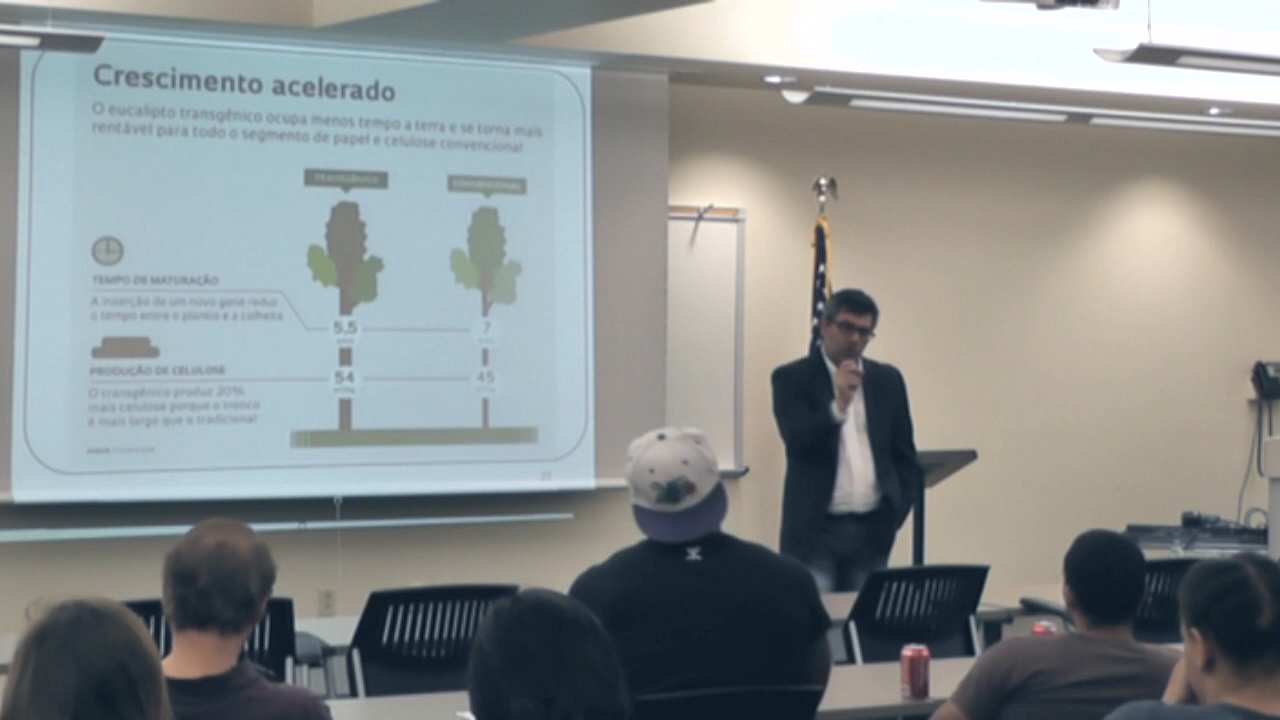 Crescimento acelerado
O eucalipto transgênico ocupa menos tempo a terra e se torna mais
rentável para todo o segmento de papel e celulose convencional
TRANSGÊNICO
CONVENCIONAL
TEMPO DE MATURAÇÃO
A inserção de um novo gene reduz
o tempo entre o plantio e a colheita
5,5
7
PRODUÇÃO DE CELULOSE
54
45
O transgênico produz 20%
mais celulose porque o tronco
é mais largo que o tradicional